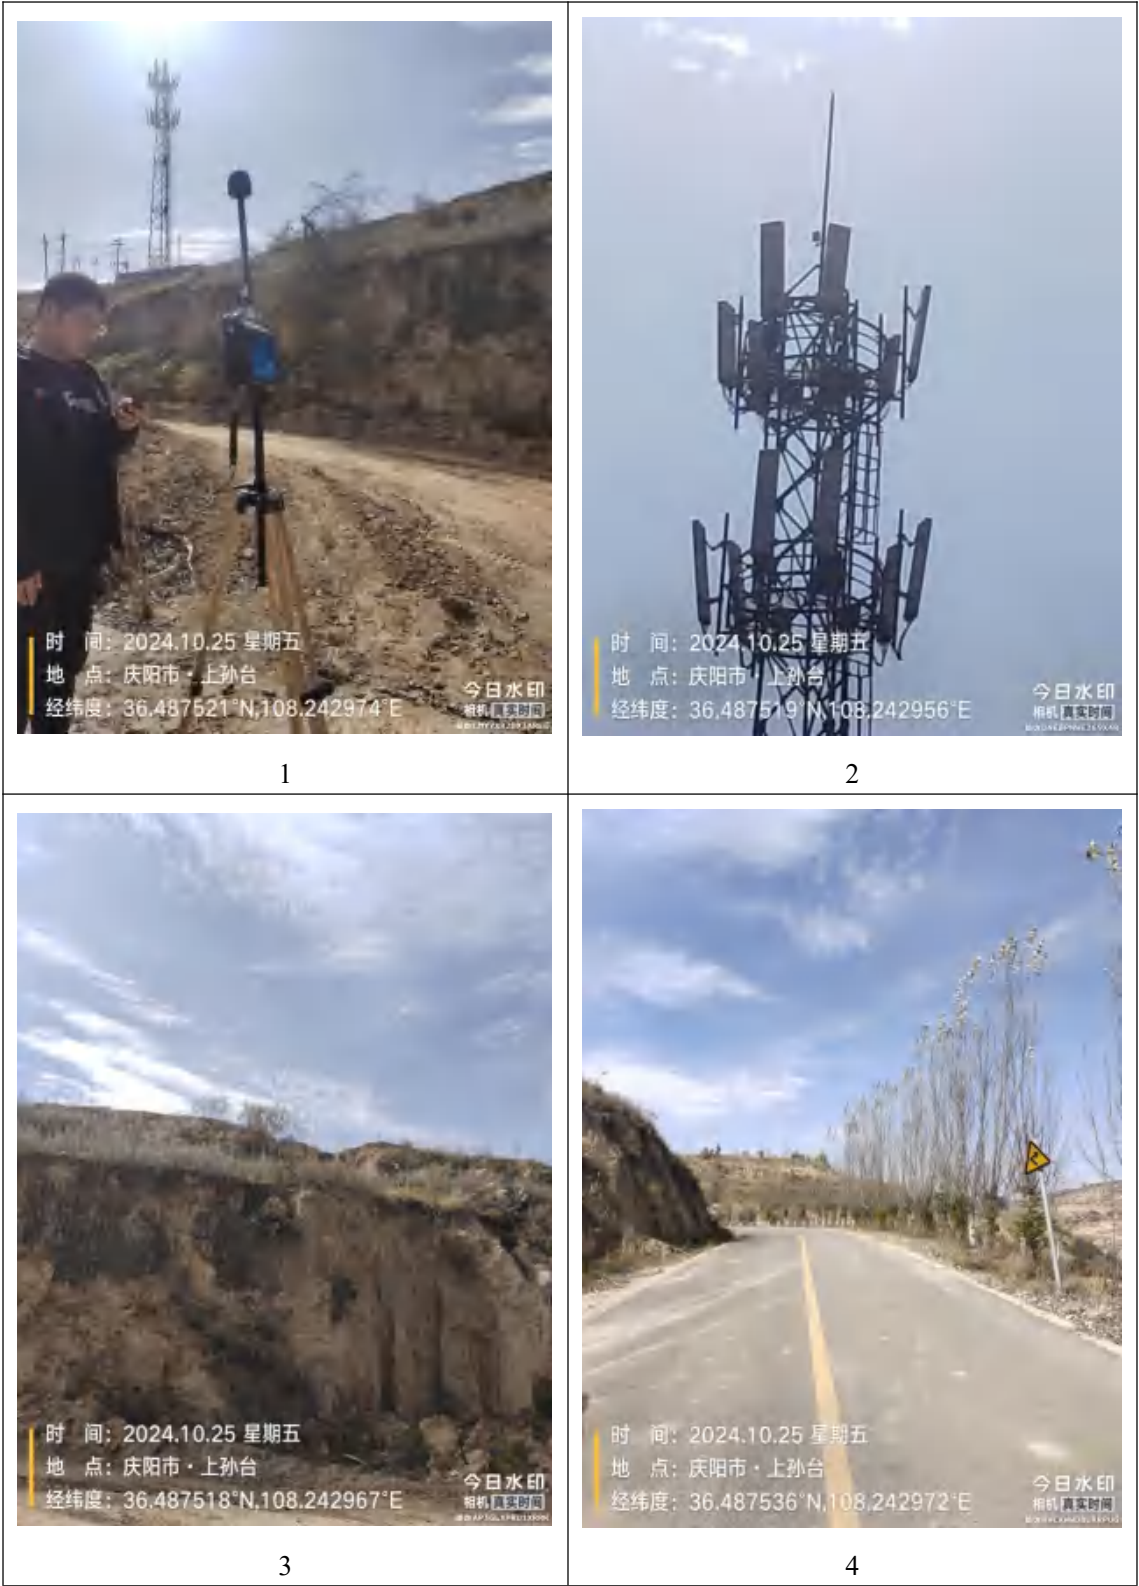 时 间：2024.10.25 星期五
地 点：庆阳市·上孙台
经纬度：36.487521°N,108.242974°E
今日水印
相机 真实时间
1
时 间：2024.10.25 星期五
地 点：庆阳市·上孙台
经纬度：36.487519°N,108.242956°E
今日水印
相机 真实时间
2
时 间：2024.10.25 星期五
地 点：庆阳市·上孙台
经纬度：36.487518°N,108.242967°E
今日水印
相机 真实时间
3
时 间：2024.10.25 星期五
地 点：庆阳市·上孙台
经纬度：36.487536°N,108.242972°E
今日水印
相机 真实时间
4